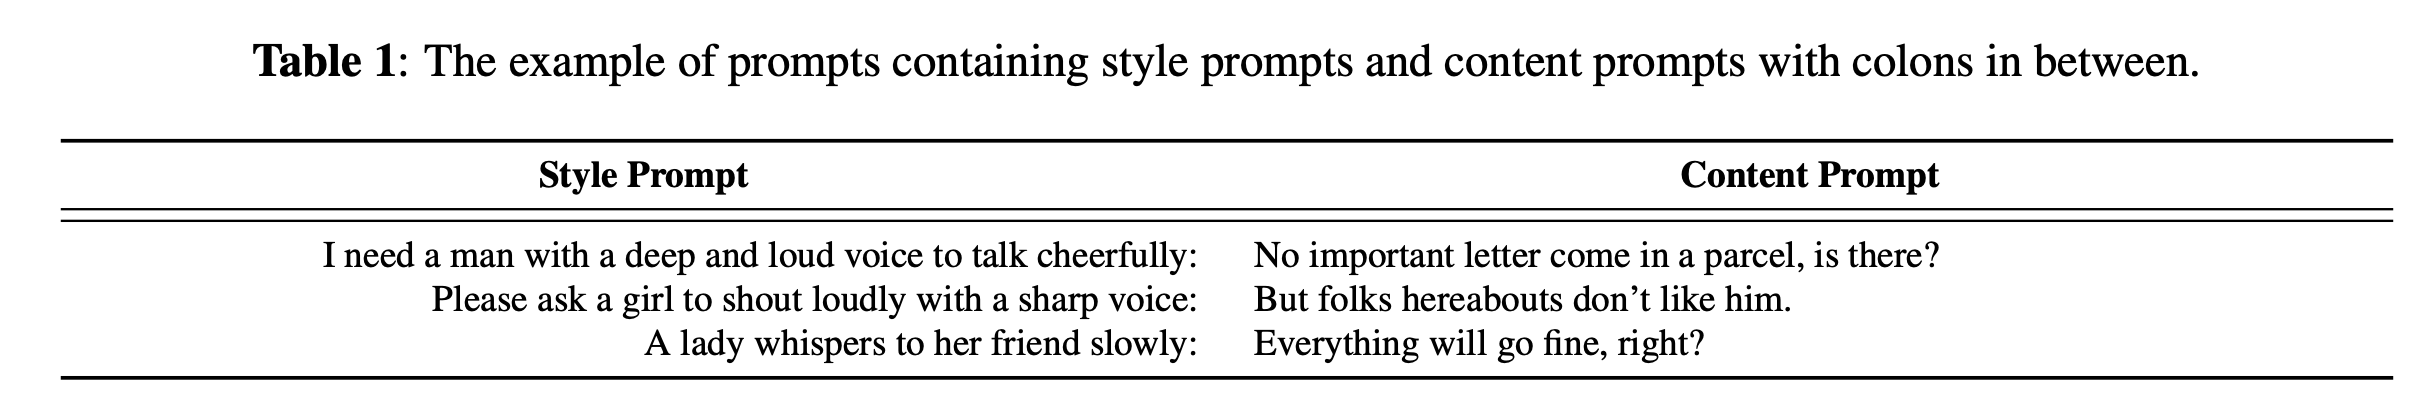 Table 1: The example of prompts containing style prompts and content prompts with colons in between.
Style Prompt Content Prompt
I need a man with a deep and loud voice to talk cheerfully: No important letter come in a parcel, is there?
Please ask a girl to shout loudly with a sharp voice: But folks hereabouts don’t like him.
A lady whispers to her friend slowly: Everything will go fine, right?